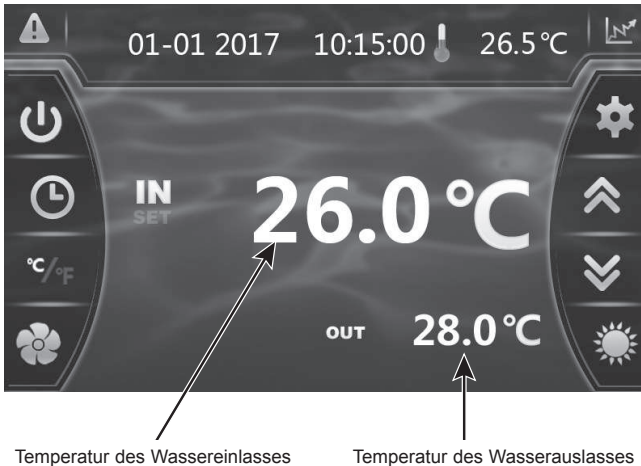 01-01 2017 10:15:00 26.5°C
IN 26.0°C
SET
°C/°F
OUT 28.0°C
Temperatur des Wassereinlasses Temperatur des Wasserauslasses